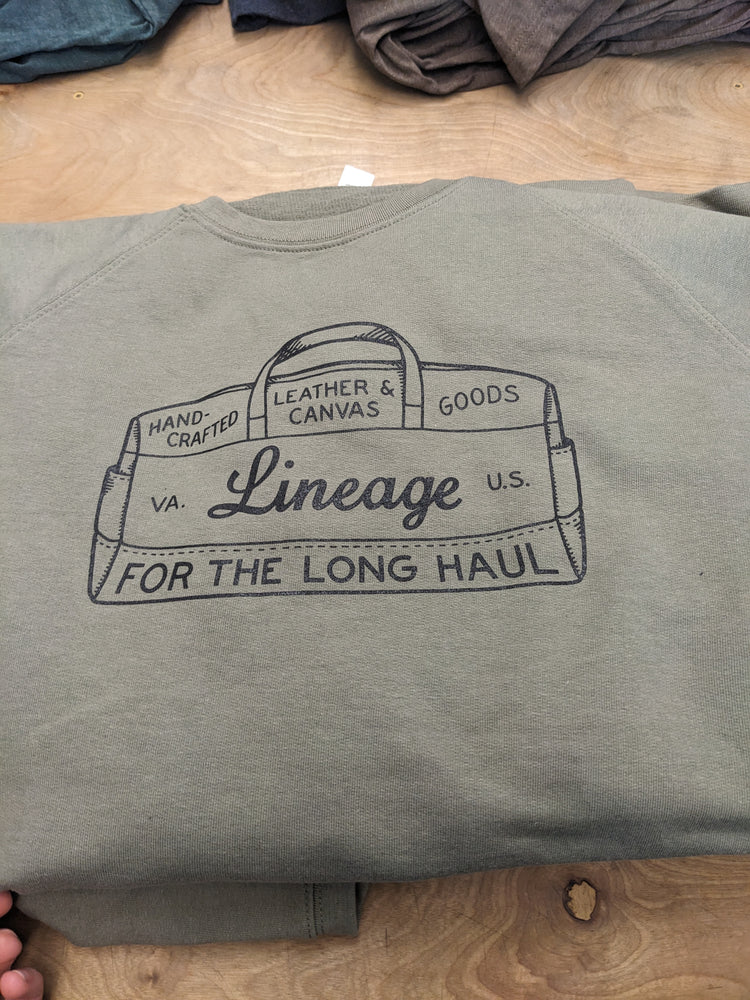 HAND-
CRAFTED
LEATHER &
CANVAS
GOODS
VA. Lineage U.S.
FOR THE LONG HAUL